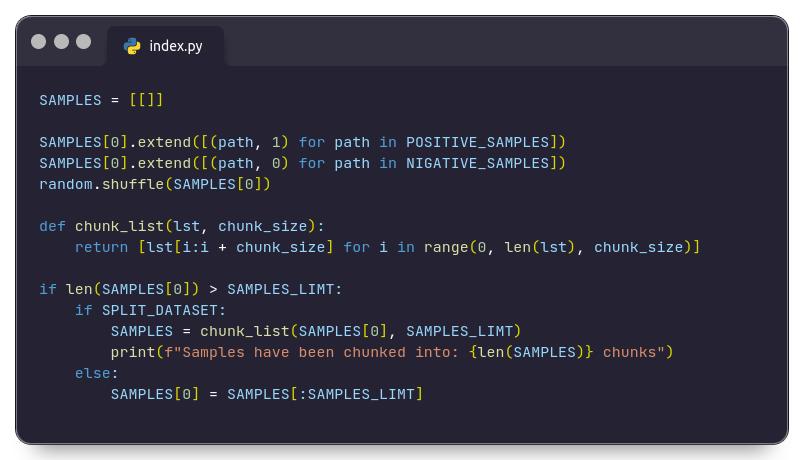 index.py
SAMPLES = [[]]
SAMPLES[0].extend([(path, 1) for path in POSITIVE_SAMPLES])
SAMPLES[0].extend([(path, 0) for path in NIGATIVE_SAMPLES])
random.shuffle(SAMPLES[0])
def chunk_list(lst, chunk_size):
    return [lst[i:i + chunk_size] for i in range(0, len(lst), chunk_size)]
if len(SAMPLES[0]) > SAMPLES_LIMT:
    if SPLIT_DATASET:
        SAMPLES = chunk_list(SAMPLES[0], SAMPLES_LIMT)
        print(f"Samples have been chunked into: {len(SAMPLES)} chunks")
    else:
        SAMPLES[0] = SAMPLES[:SAMPLES_LIMT]